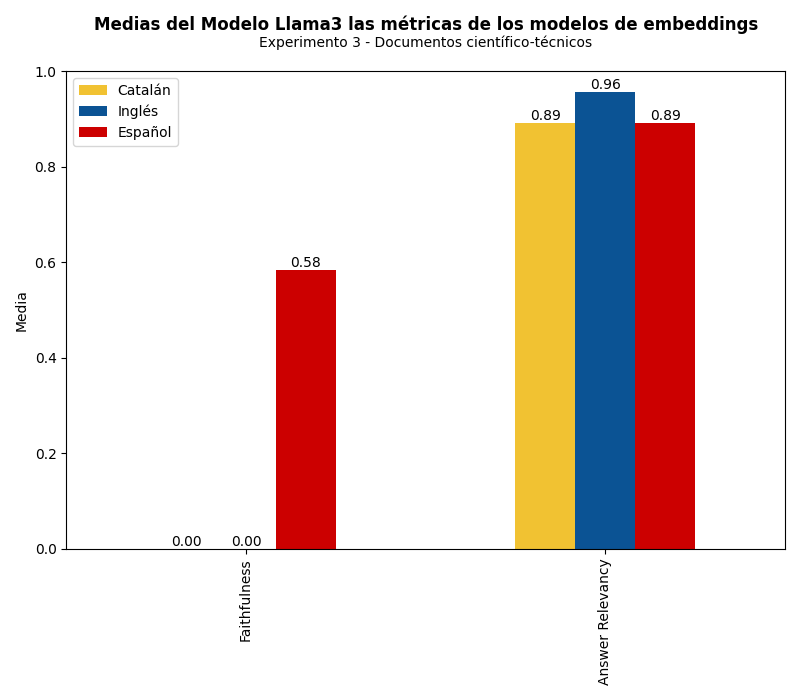 Medias del Modelo Llama3 las métricas de los modelos de embeddings
Experimento 3 - Documentos científico-técnicos
Catalán
Inglés
Español
Media
1.0
0.8
0.6
0.4
0.2
0.0
0.00
0.00
0.58
0.89
0.96
0.89
Faithfulness
Answer Relevancy